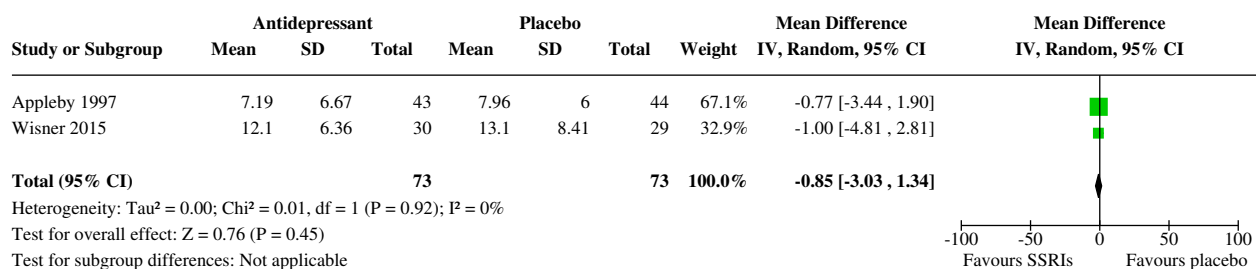 Antidepressant Placebo Mean Difference Mean Difference
Study or Subgroup Mean SD Total Mean SD Total Weight IV, Random, 95% CI IV, Random, 95% CI
Appleby 1997 7.19 6.67 43 7.96 6 44 67.1% -0.77 [-3.44 , 1.90]
Wisner 2015 12.1 6.36 30 13.1 8.41 29 32.9% -1.00 [-4.81 , 2.81]
Total (95% CI) 73 73 100.0% -0.85 [-3.03 , 1.34]
Heterogeneity: Tau² = 0.00; Chi² = 0.01, df = 1 (P = 0.92); I² = 0%
Test for overall effect: Z = 0.76 (P = 0.45)
-100 -50 0 50 100
Test for subgroup differences: Not applicable Favours SSRIs Favours placebo